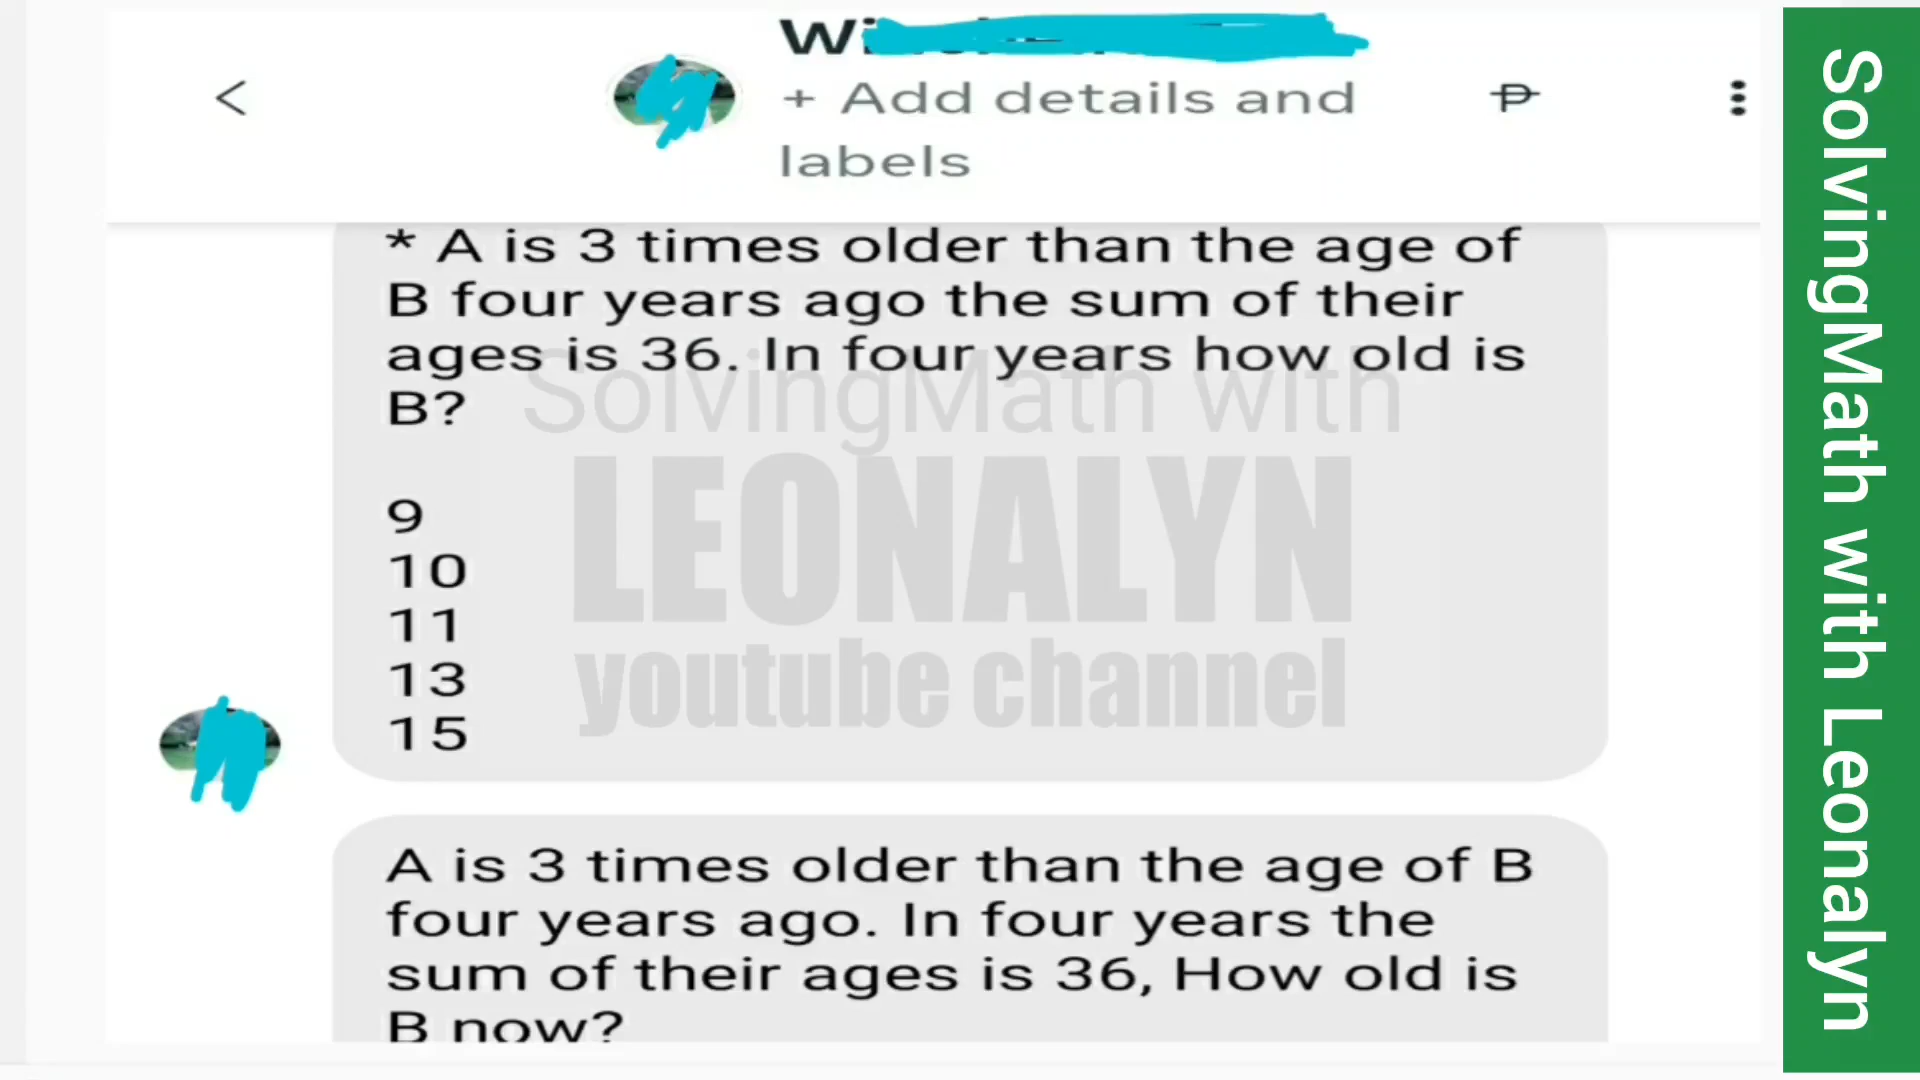 + Add details and
labels
* A is 3 times older than the age of
B four years ago the sum of their
ages is 36. In four years how old is
B?
9
10
11
13
15
A is 3 times older than the age of B
four years ago. In four years the
sum of their ages is 36, How old is
B now?
SolvingMath with
LEONALYN
youtube channel
SolvingMath with Leonalyn